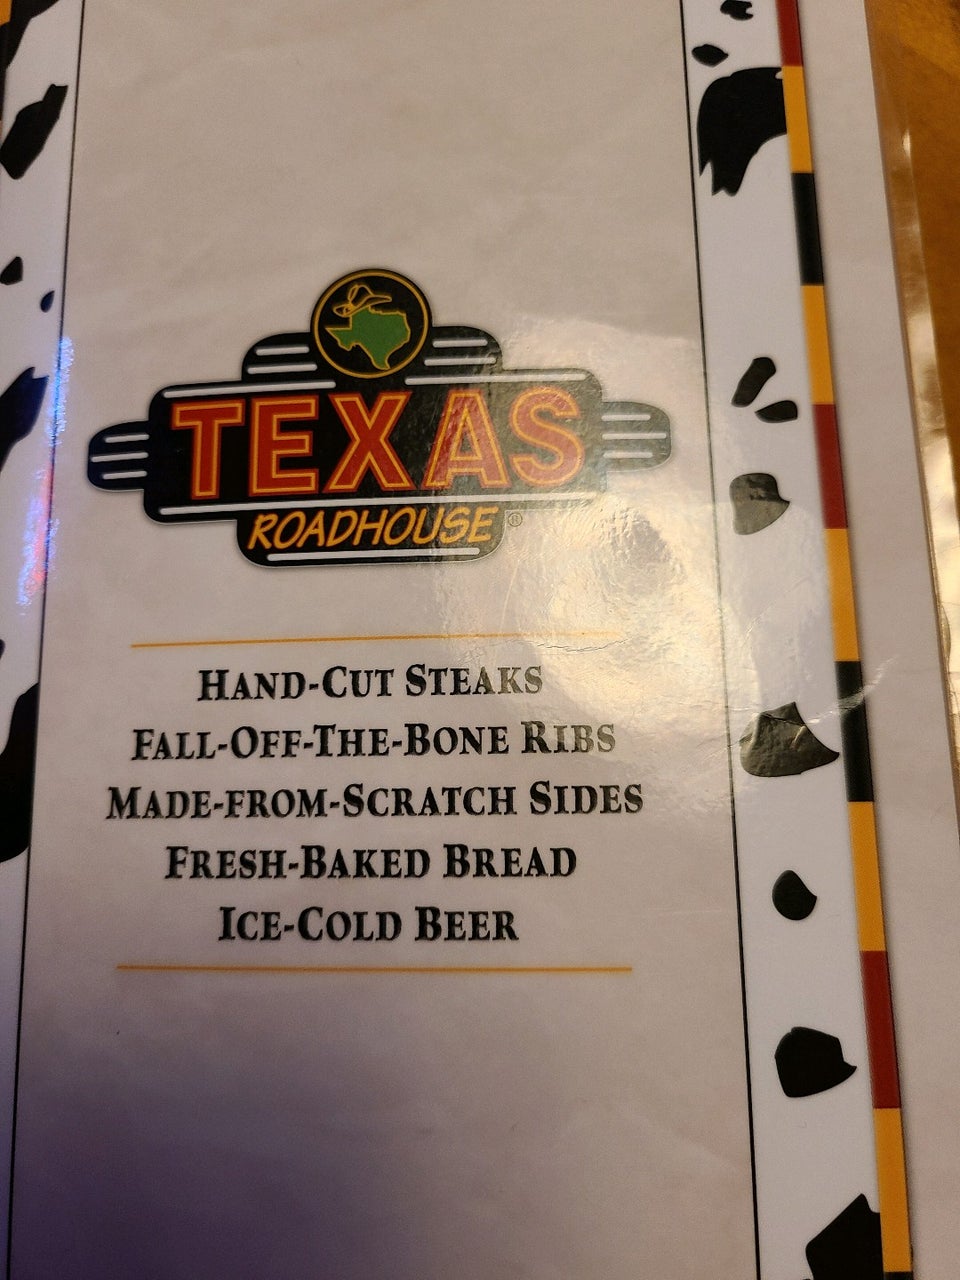 TEXAS
ROADHOUSE®
HAND-CUT STEAKS
FALL-OFF-THE-BONE RIBS
MADE-FROM-SCRATCH SIDES
FRESH-BAKED BREAD
ICE-COLD BEER